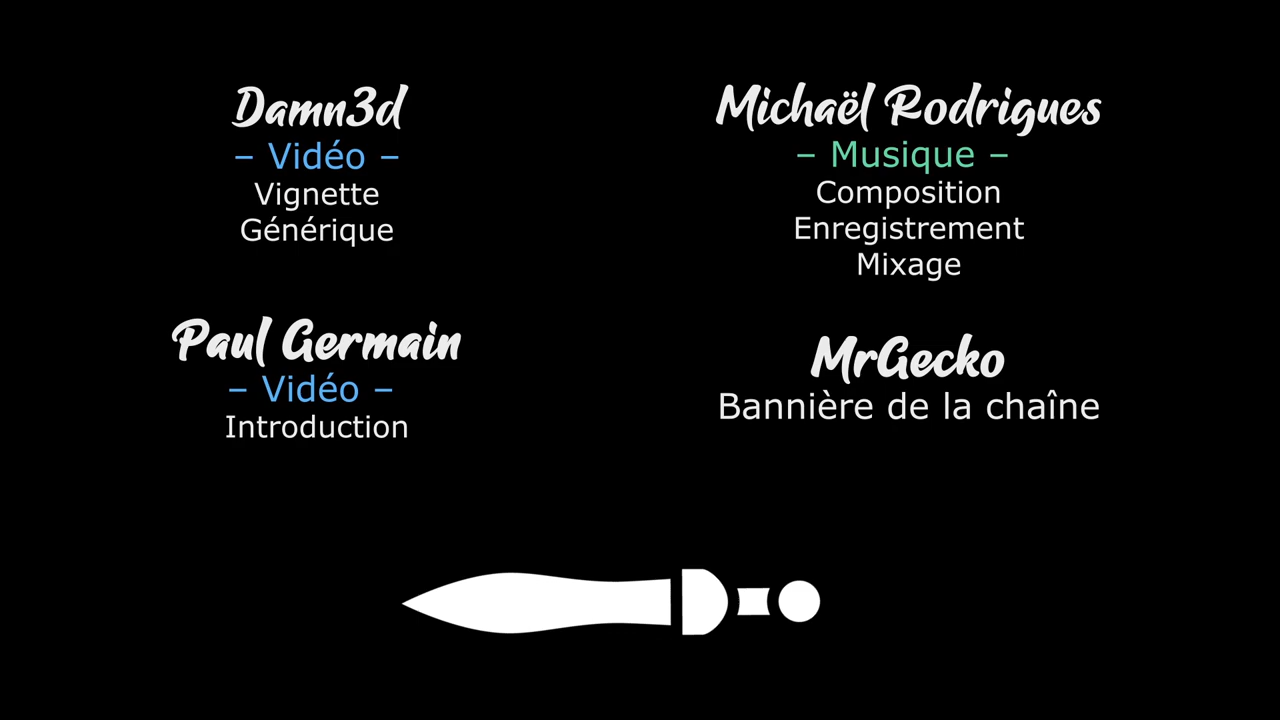 Damn3d
– Vidéo –
Vignette
Générique
Michaël Rodrigues
– Musique –
Composition
Enregistrement
Mixage
Paul Germain
– Vidéo –
Introduction
MrGecko
Bannière de la chaîne